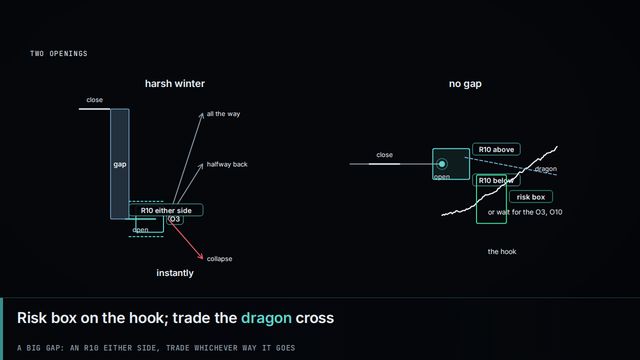 TWO OPENINGS
harsh winter
no gap
close
all the way
gap
halfway back
R10 either side
O3
open
collapse
instantly
close
R10 above
dragon
open
R10 below
risk box
or wait for the O3, O10
the hook
Risk box on the hook; trade the dragon cross
A BIG GAP: AN R10 EITHER SIDE, TRADE WHICHEVER WAY IT GOES